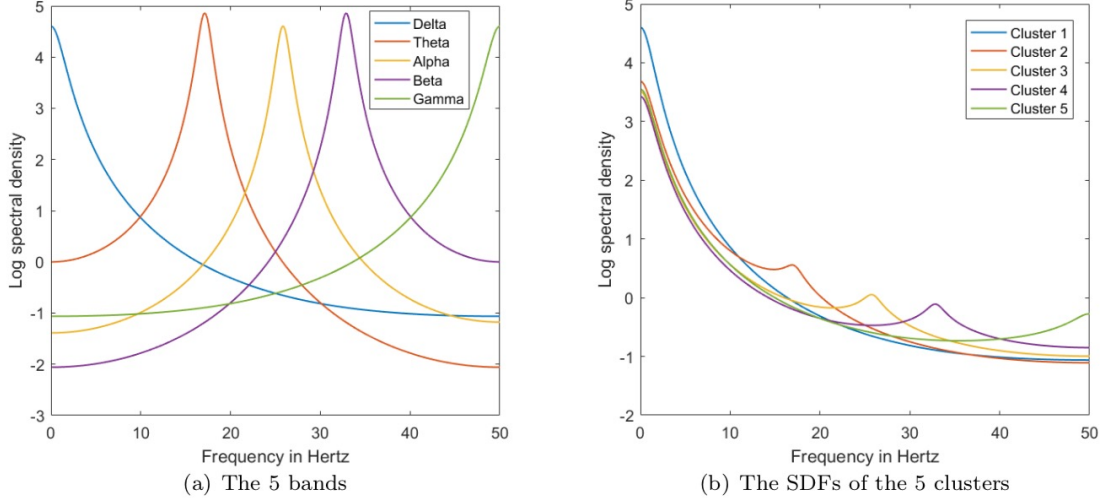 5
4
3
2
1
0
-1
-2
-3
0 10 20 30 40 50
Log spectral density
Frequency in Hertz
Delta
Theta
Alpha
Beta
Gamma
(a) The 5 bands
5
4
3
2
1
0
-1
-2
0 10 20 30 40 50
Log spectral density
Frequency in Hertz
Cluster 1
Cluster 2
Cluster 3
Cluster 4
Cluster 5
(b) The SDFs of the 5 clusters